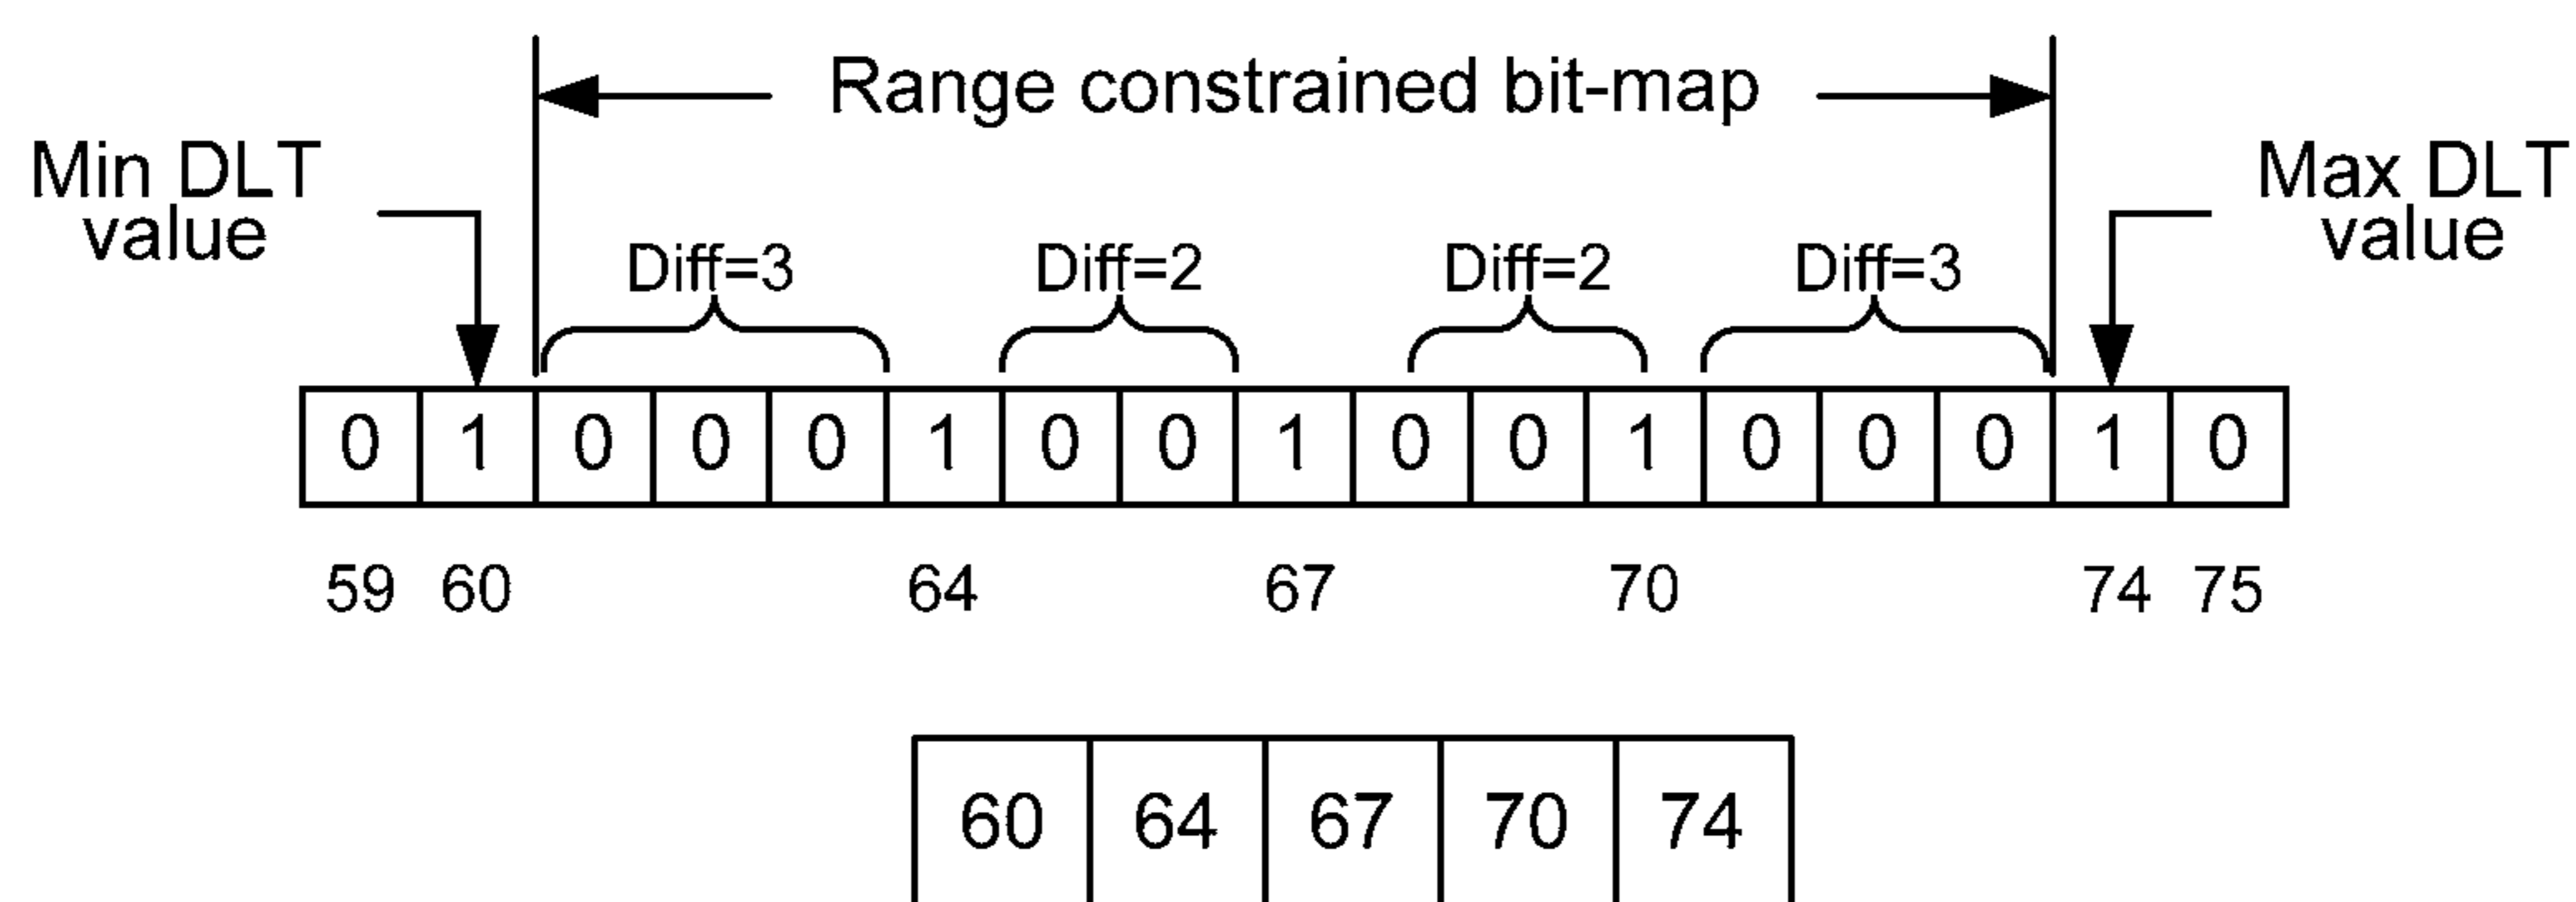 Range constrained bit-map
Min DLT
value
Max DLT
value
Diff=3 Diff=2 Diff=2 Diff=3
0 1 0 0 0 1 0 0 1 0 0 1 0 0 0 1 0
59 60 64 67 70 74 75
60 64 67 70 74